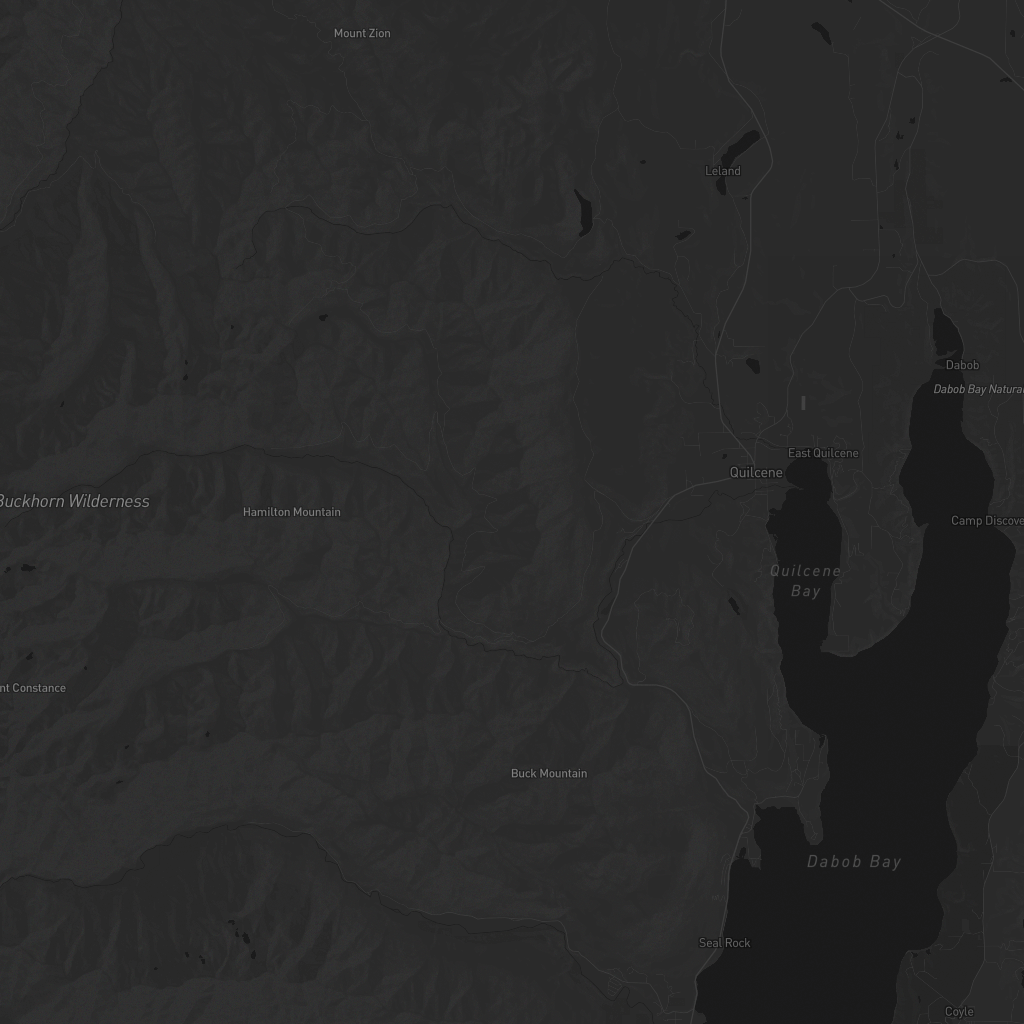 Mount Zion
Leland
Dabob
Dabob Bay Natura
East Quilcene
Quilcene
Buckhorn Wilderness
Hamilton Mountain
Camp Discove
Quilcene
Bay
nt Constance
Buck Mountain
Dabob Bay
Seal Rock
Coyle